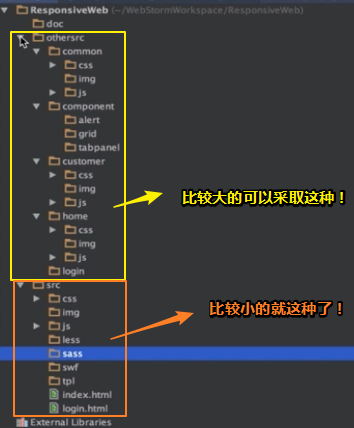 ResponsiveWeb (~/WebStormWorkspace/ResponsiveWeb)
doc
othersrc
common
css
img
js
component
alert
grid
tabpanel
customer
css
img
js
比较大的可以采取这种！
home
css
img
js
login
src
css
img
比较小的就这种了！
js
less
sass
swf
tpl
index.html
login.html
External Libraries